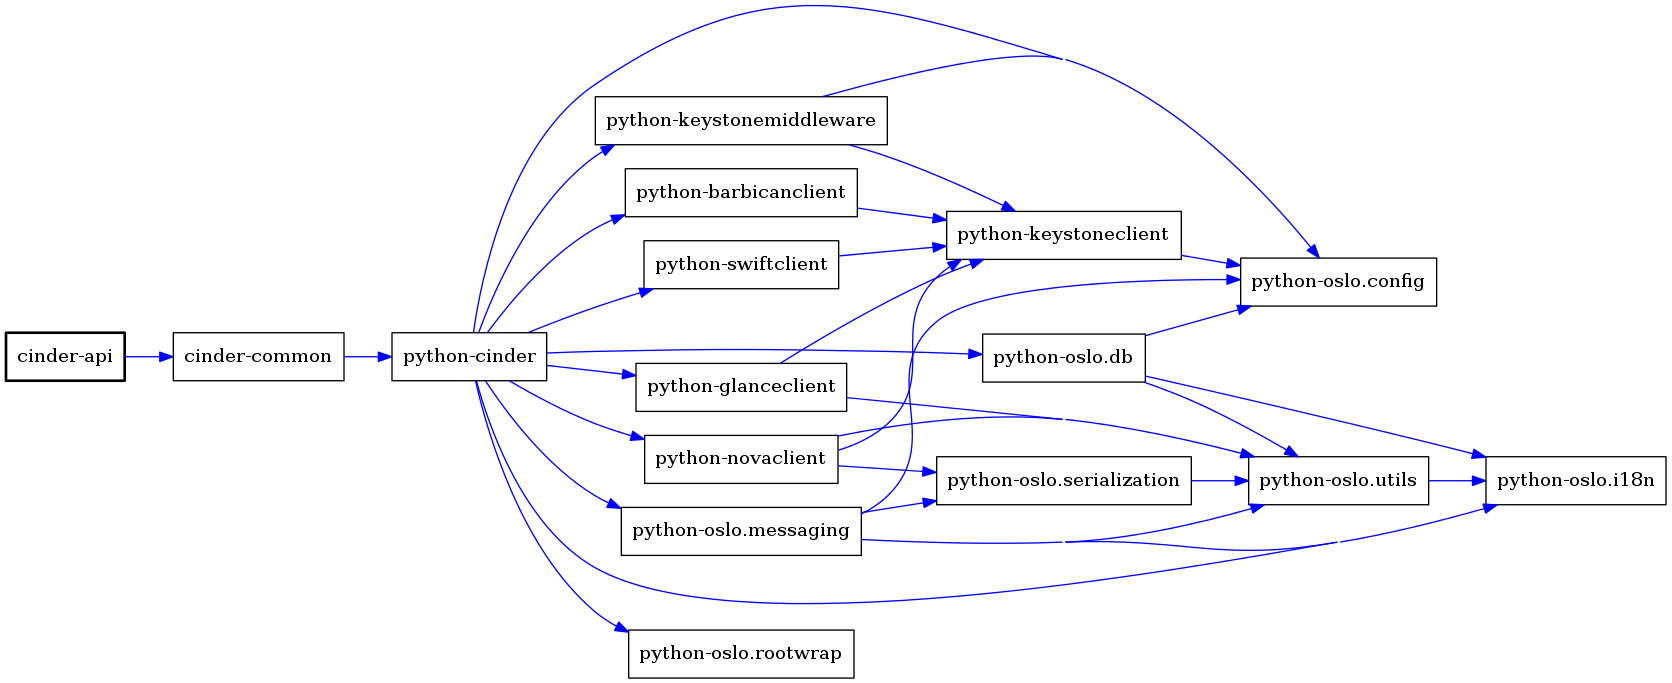 python-keystonemiddleware
python-barbicanclient
python-keystoneclient
python-swiftclient
python-oslo.config
cinder-api
cinder-common
python-cinder
python-oslo.db
python-glanceclient
python-novaclient
python-oslo.serialization
python-oslo.utils
python-oslo.i18n
python-oslo.messaging
python-oslo.rootwrap